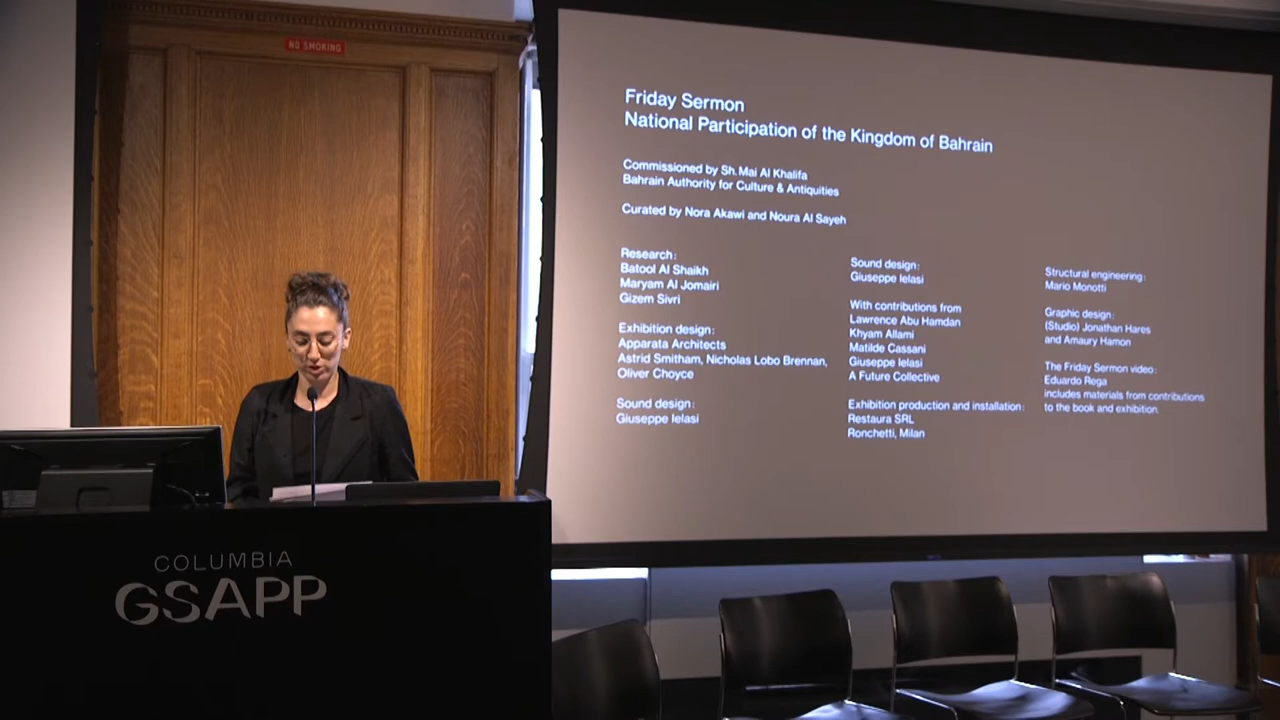 NO SMOKING
Friday Sermon
National Participation of the Kingdom of Bahrain
Commissioned by Sh. Mai Al Khalifa
Bahrain Authority for Culture & Antiquities
Curated by Nora Akawi and Noura Al Sayeh
Research:
Batool Al Shaikh
Maryam Al Jomairi
Gizem Sivri
Exhibition design:
Apparata Architects
Astrid Smitham, Nicholas Lobo Brennan,
Oliver Choyce
Sound design:
Giuseppe Ielasi
Sound design:
Giuseppe Ielasi
With contributions from
Lawrence Abu Hamdan
Khyam Allami
Matilde Cassani
Giuseppe Ielasi
A Future Collective
Exhibition production and installation:
Restaura SRL
Ronchetti, Milan
Structural engineering:
Mario Monotti
Graphic design:
(Studio) Jonathan Hares
and Amaury Hamon
The Friday Sermon video:
Eduardo Rega
includes materials from contributions
to the book and exhibition.
COLUMBIA
GSAPP